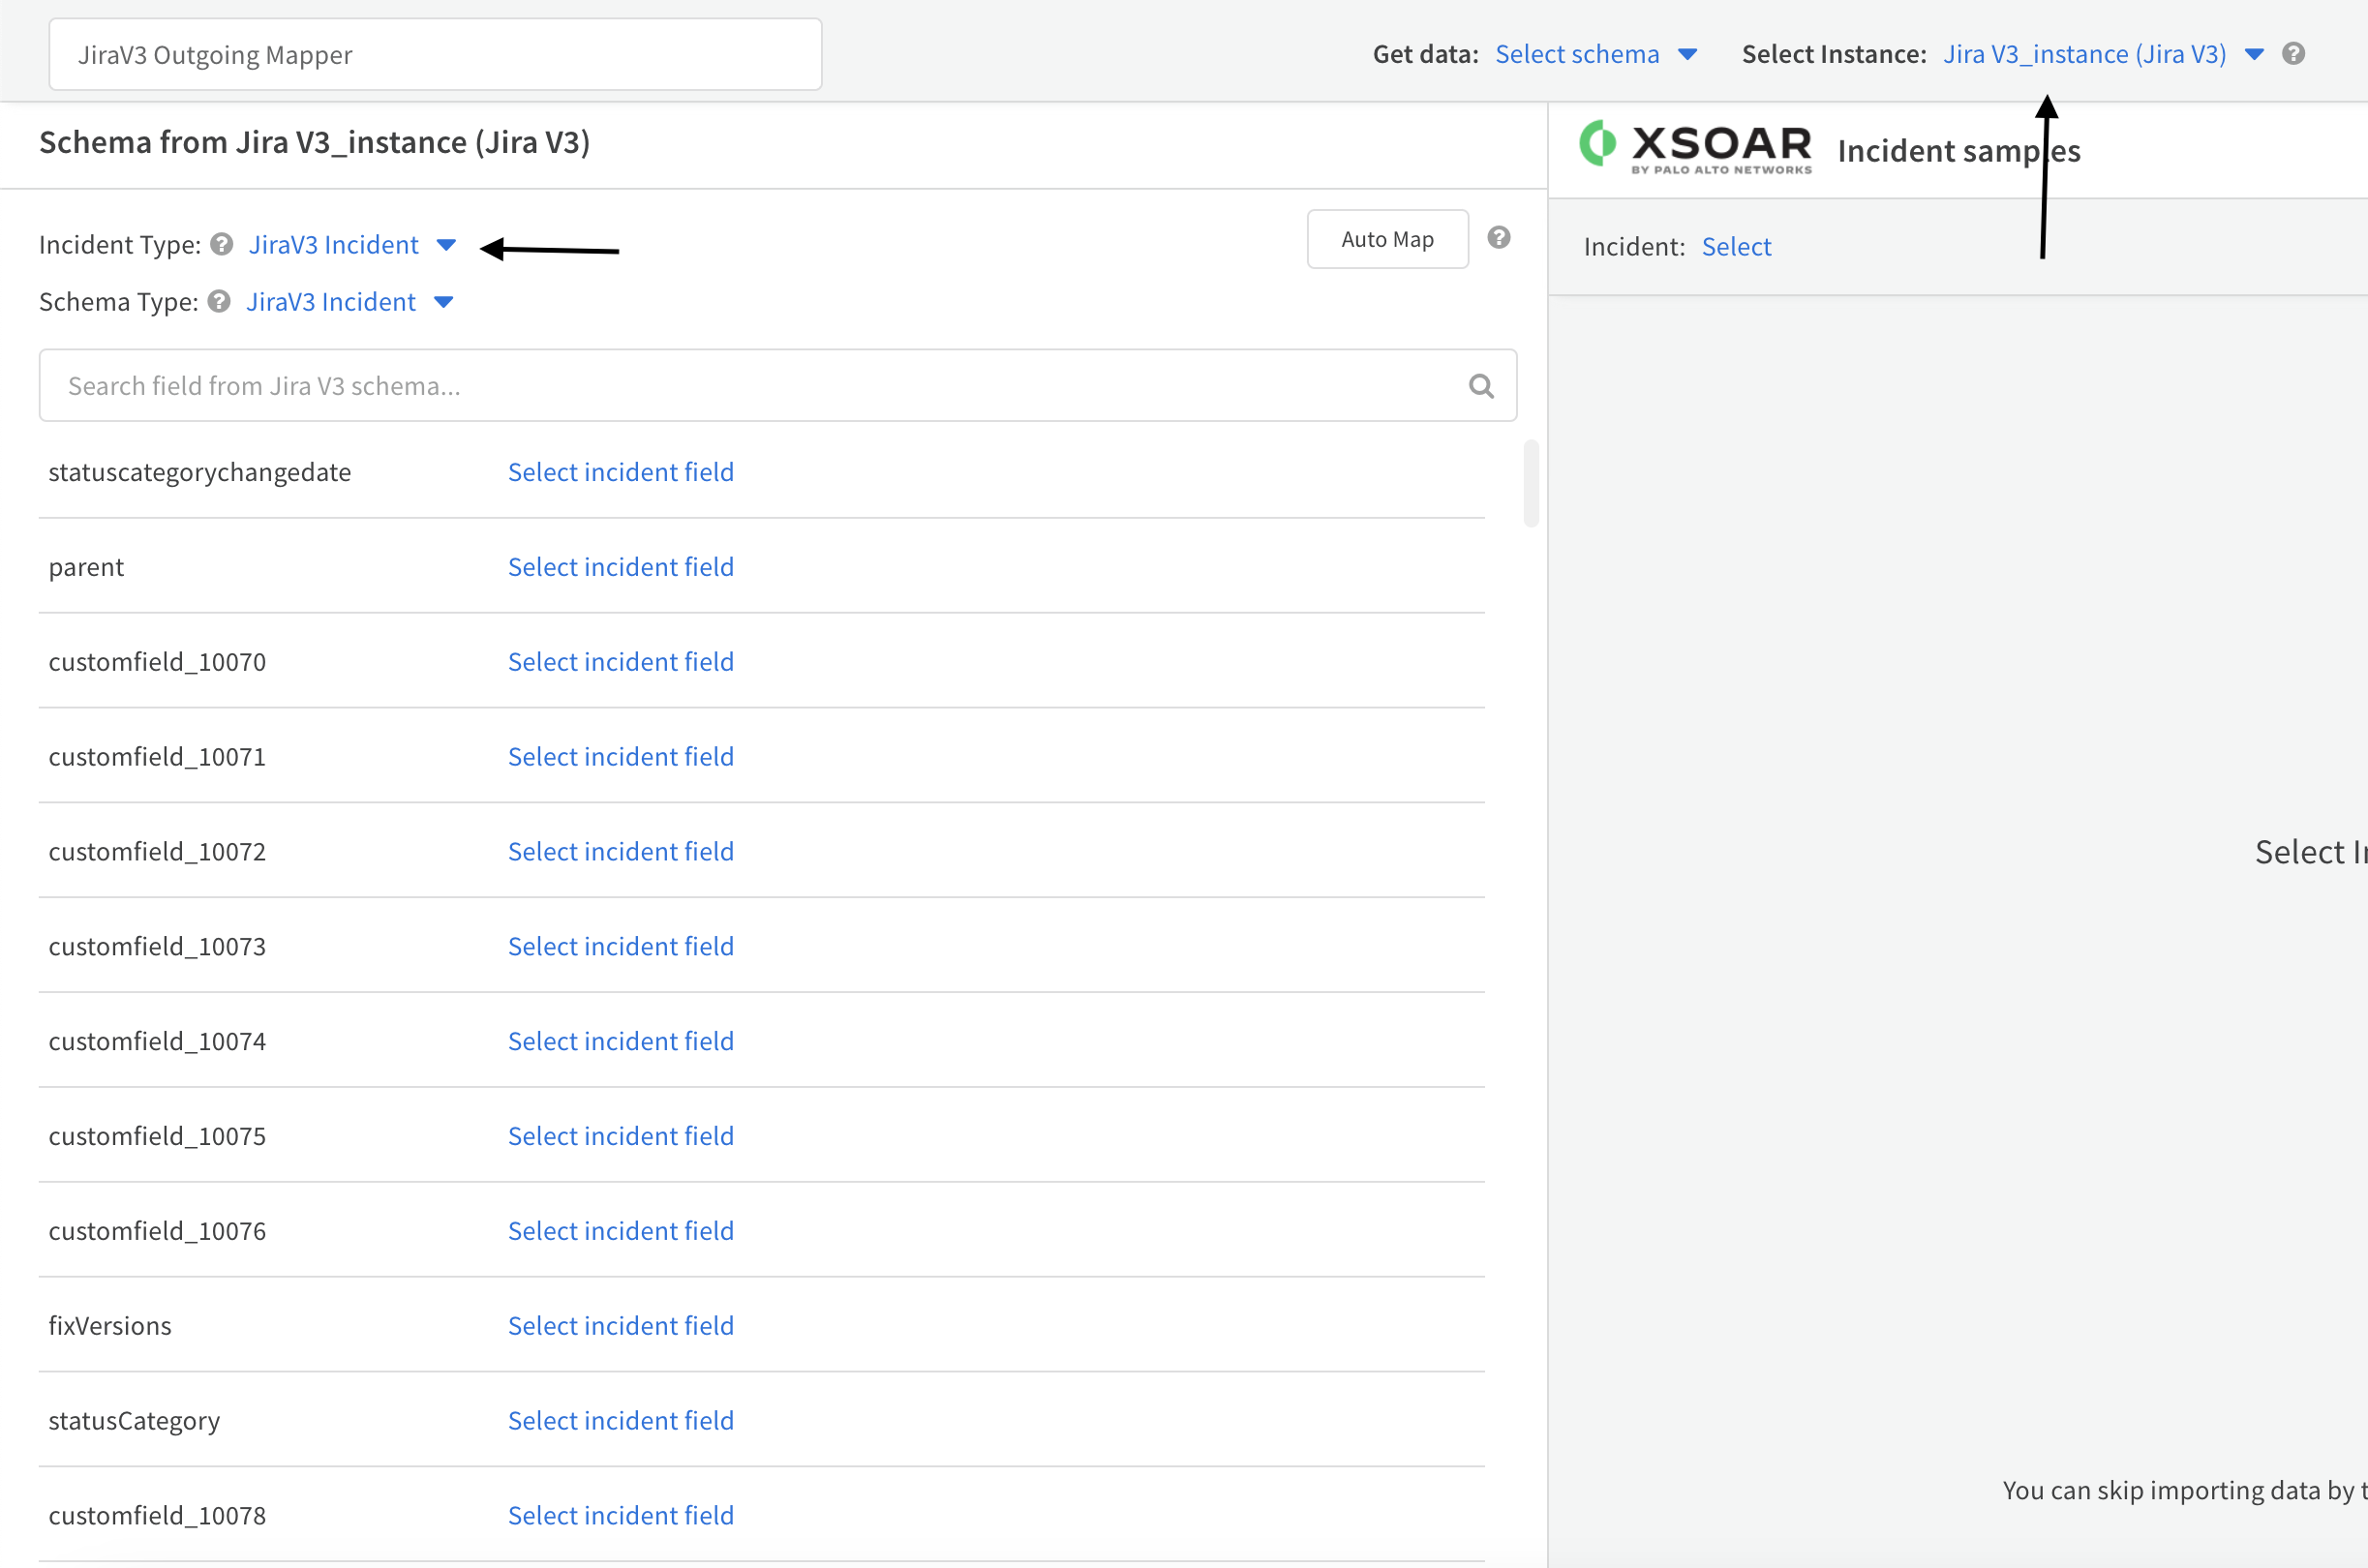 JiraV3 Outgoing Mapper
Get data: Select schema Select Instance: Jira V3_instance (Jira V3)
Schema from Jira V3_instance (Jira V3)
XSOAR
BY PALO ALTO NETWORKS
Incident samples
Incident Type: JiraV3 Incident
Auto Map
Incident: Select
Schema Type: JiraV3 Incident
Search field from Jira V3 schema...
statuscategorychangedate Select incident field
parent Select incident field
customfield_10070 Select incident field
customfield_10071 Select incident field
customfield_10072 Select incident field
Select
customfield_10073 Select incident field
customfield_10074 Select incident field
customfield_10075 Select incident field
customfield_10076 Select incident field
fixVersions Select incident field
statusCategory Select incident field
You can skip importing data by
customfield_10078 Select incident field